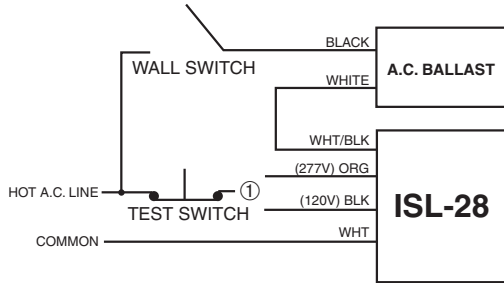 BLACK
WALL SWITCH
A.C. BALLAST
WHITE
WHT/BLK
(277V) ORG
HOT A.C. LINE
①
TEST SWITCH
(120V) BLK
ISL-28
COMMON
WHT